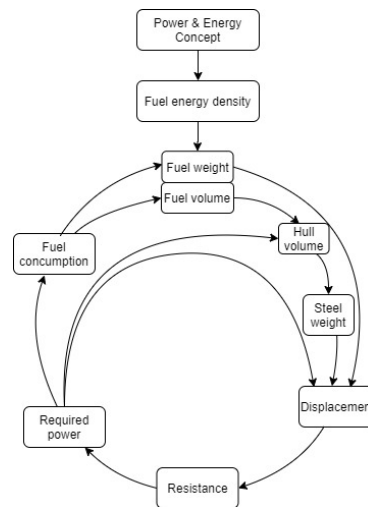 Power & Energy
Concept
Fuel energy density
Fuel weight
Fuel volume
Hull
volume
Fuel
concumption
Steel
weight
Displacement
Required
power
Resistance